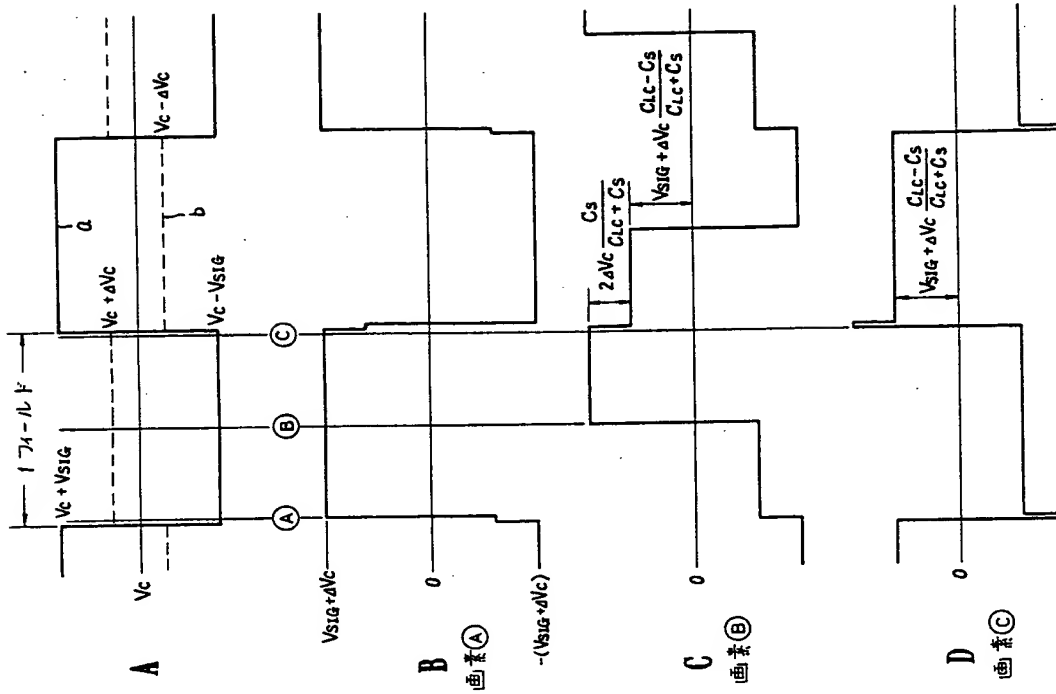 A
1フィールド
Vc + VSIG
Vc + ΔVc
a
b
Vc - ΔVc
Vc
Vc - VSIG
Ⓐ
Ⓑ
Ⓒ
B
画素Ⓐ
VSIG + ΔVc
0
-(VSIG + ΔVc)
C
画素Ⓑ
0
2ΔVc Cs / (CLC + Cs)
VSIG + ΔVc (CLC - Cs) / (CLC + Cs)
D
画素Ⓒ
0
VSIG + ΔVc (CLC - Cs) / (CLC + Cs)